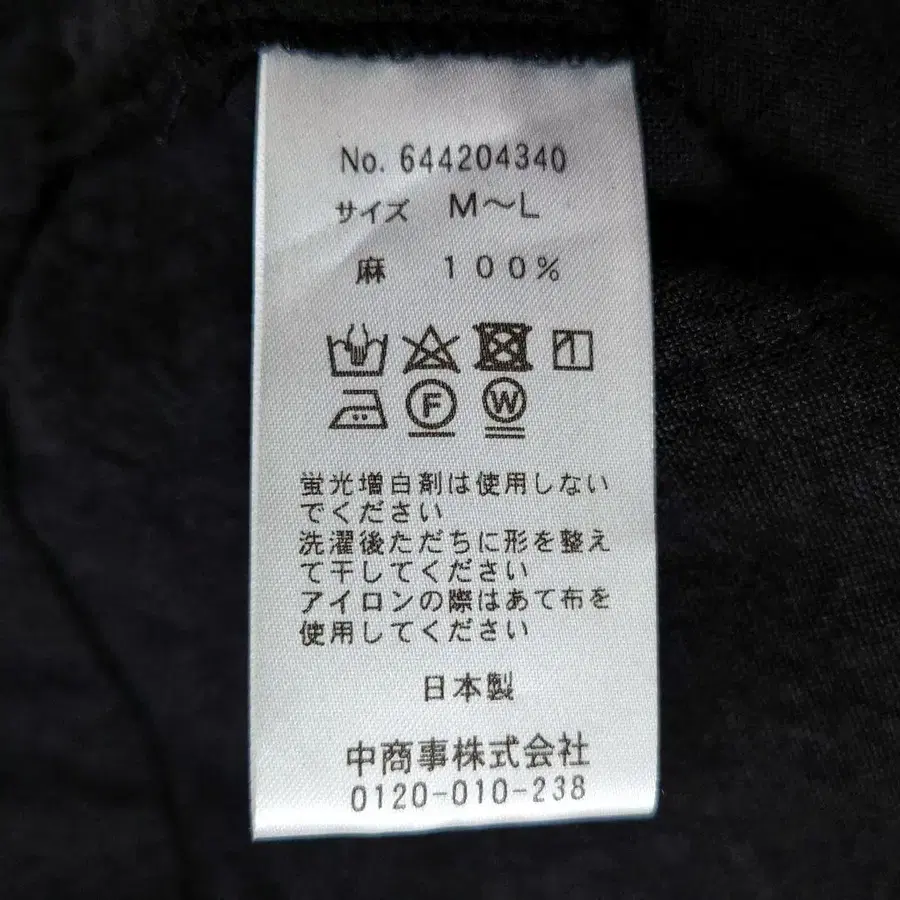 No. 644204340
サイズ M～L
麻 100%
F W
蛍光増白剤は使用しない
でください
洗濯後ただちに形を整え
て干してください
アイロンの際はあて布を
使用してください
日本製
中商事株式会社
0120-010-238